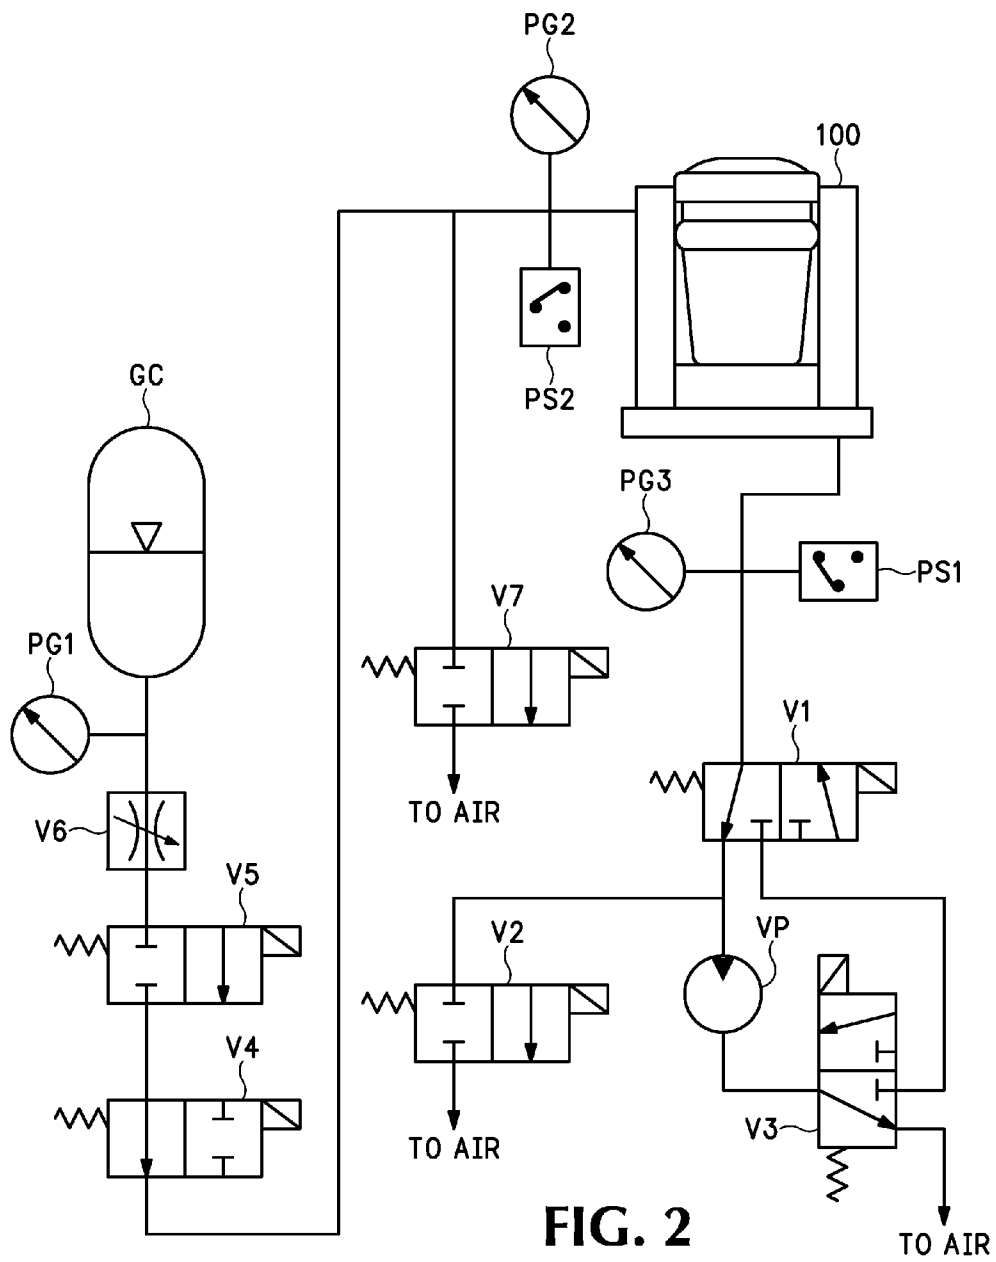 PG2
100
PS2
GC
PG3
PS1
PG1
V7
V1
TO AIR
V6
V5
V2
VP
V4
V3
TO AIR
FIG. 2
TO AIR